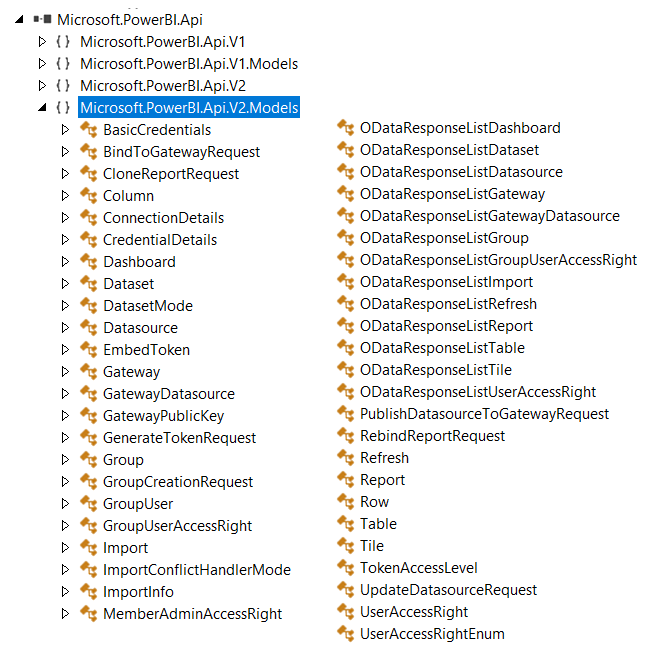 Microsoft.PowerBI.Api
{ } Microsoft.PowerBI.Api.V1
{ } Microsoft.PowerBI.Api.V1.Models
{ } Microsoft.PowerBI.Api.V2
{ } Microsoft.PowerBI.Api.V2.Models
BasicCredentials
BindToGatewayRequest
CloneReportRequest
Column
ConnectionDetails
CredentialDetails
Dashboard
Dataset
DatasetMode
Datasource
EmbedToken
Gateway
GatewayDatasource
GatewayPublicKey
GenerateTokenRequest
Group
GroupCreationRequest
GroupUser
GroupUserAccessRight
Import
ImportConflictHandlerMode
ImportInfo
MemberAdminAccessRight
ODataResponseListDashboard
ODataResponseListDataset
ODataResponseListDatasource
ODataResponseListGateway
ODataResponseListGatewayDatasource
ODataResponseListGroup
ODataResponseListGroupUserAccessRight
ODataResponseListImport
ODataResponseListRefresh
ODataResponseListReport
ODataResponseListTable
ODataResponseListTile
ODataResponseListUserAccessRight
PublishDatasourceToGatewayRequest
RebindReportRequest
Refresh
Report
Row
Table
Tile
TokenAccessLevel
UpdateDatasourceRequest
UserAccessRight
UserAccessRightEnum